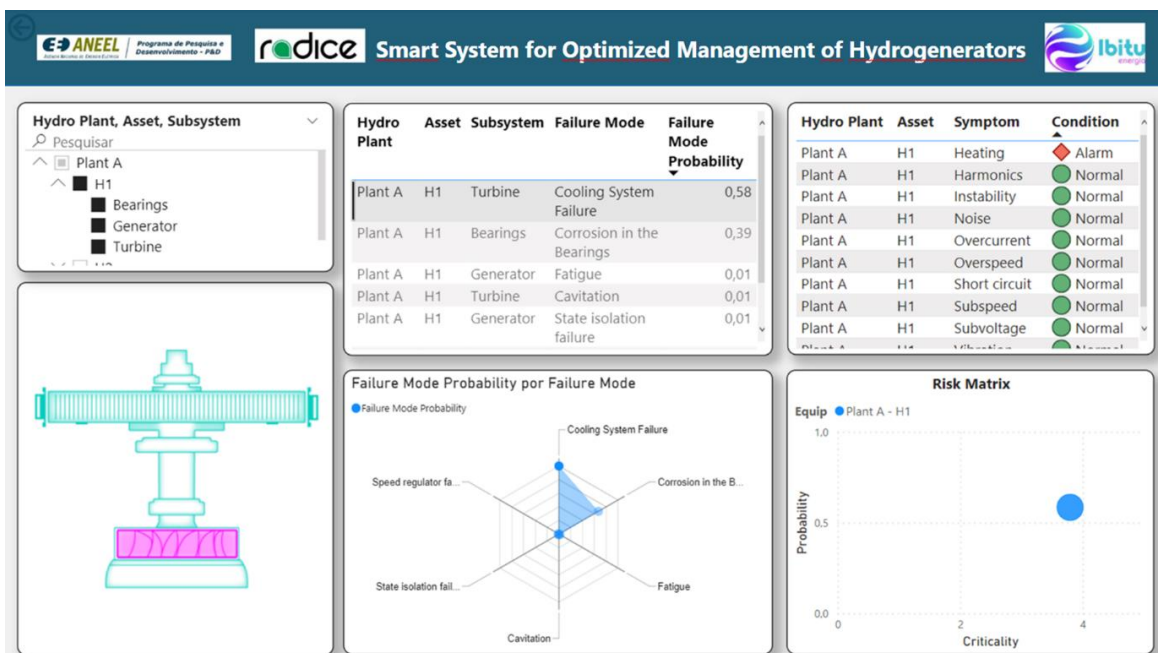 ANEEL
Programa de Pesquisa e
Desenvolvimento - P&D
radice
Smart System for Optimized Management of Hydrogenerators
Ibitu
energia
Hydro Plant, Asset, Subsystem
Pesquisar
Plant A
H1
Bearings
Generator
Turbine
Hydro Plant Asset Subsystem Failure Mode Failure Mode Probability
Plant A H1 Turbine Cooling System Failure 0,58
Plant A H1 Bearings Corrosion in the Bearings 0,39
Plant A H1 Generator Fatigue 0,01
Plant A H1 Turbine Cavitation 0,01
Plant A H1 Generator State isolation failure 0,01
Hydro Plant Asset Symptom Condition
Plant A H1 Heating Alarm
Plant A H1 Harmonics Normal
Plant A H1 Instability Normal
Plant A H1 Noise Normal
Plant A H1 Overcurrent Normal
Plant A H1 Overspeed Normal
Plant A H1 Short circuit Normal
Plant A H1 Subspeed Normal
Plant A H1 Subvoltage Normal
Failure Mode Probability por Failure Mode
Failure Mode Probability
Cooling System Failure
Speed regulator fa...
Corrosion in the B...
State isolation fail...
Fatigue
Cavitation
Risk Matrix
Equip Plant A - H1
1,0
Probability
0,5
0,0
0 2 4
Criticality